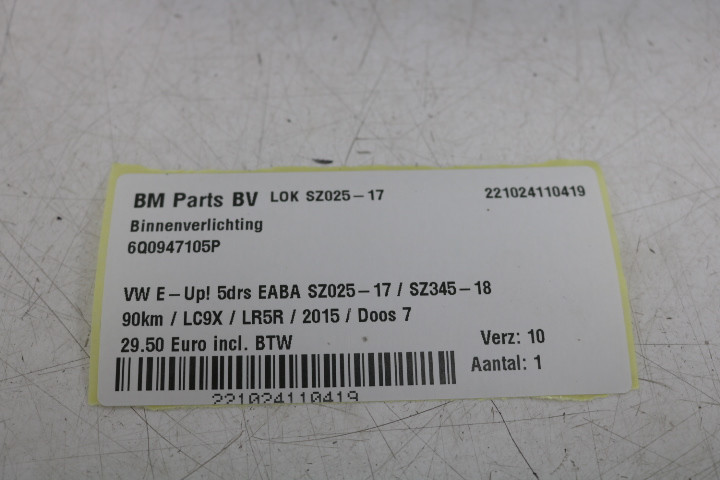 BM Parts BV LOK SZ025-17 221024110419
Binnenverlichting
6Q0947105P
VW E-Up! 5drs EABA SZ025-17 / SZ345-18
90km / LC9X / LR5R / 2015 / Doos 7
29.50 Euro incl. BTW Verz: 10
Aantal: 1
221024110419